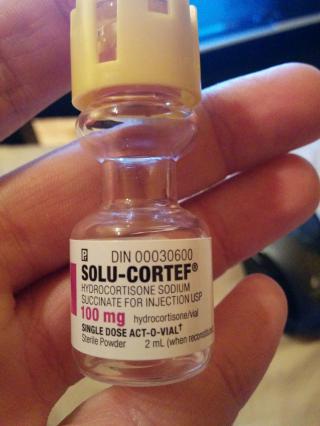 P
DIN 00030600
SOLU-CORTEF®
HYDROCORTISONE SODIUM
SUCCINATE FOR INJECTION USP
100 mg hydrocortisone/vial
SINGLE DOSE ACT-O-VIAL†
Sterile Powder 2 mL (when